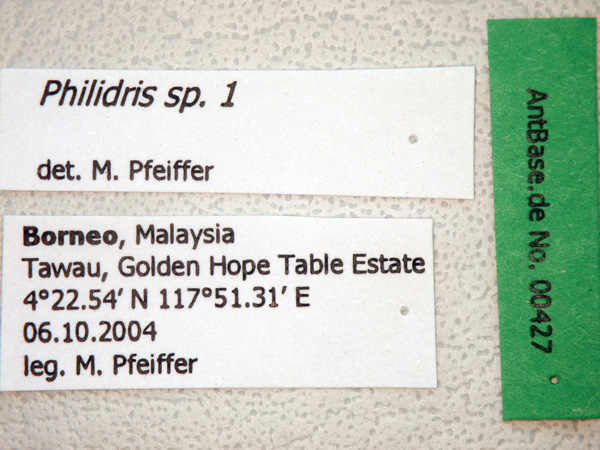 Philidris sp. 1
det. M. Pfeiffer
Borneo, Malaysia
Tawau, Golden Hope Table Estate
4°22.54’ N 117°51.31’ E
06.10.2004
leg. M. Pfeiffer
AntBase.de No. 00427